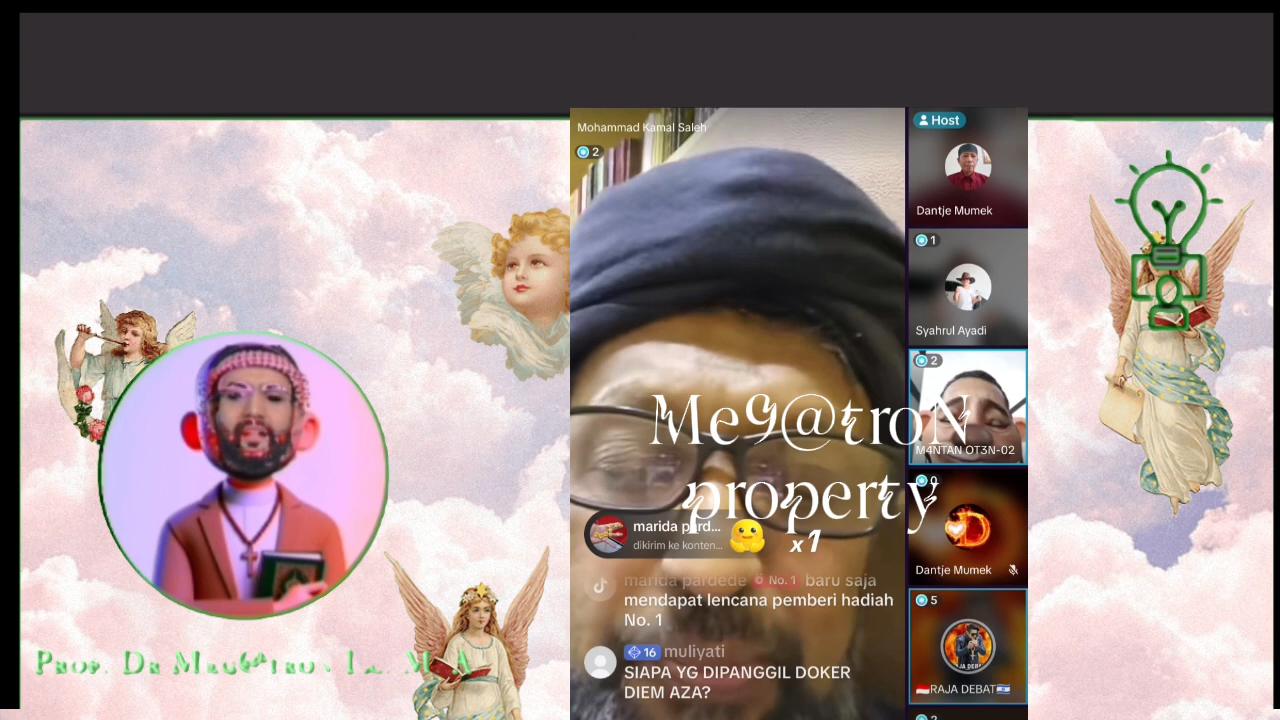 Mohammad Kamal Saleh
2
Host
Dantje Mumek
1
Syahrul Ayadi
2
M4NTAN OT3N-02
Me@troN
property
Dantje Mumek
5
RAJA DEBAT
marida pard...
dikirim ke konten...
x1
marida pardede No. 1 baru saja
mendapat lencana pemberi hadiah
No. 1
16 muliyati
SIAPA YG DIPANGGIL DOKER
DIEM AZA?
2